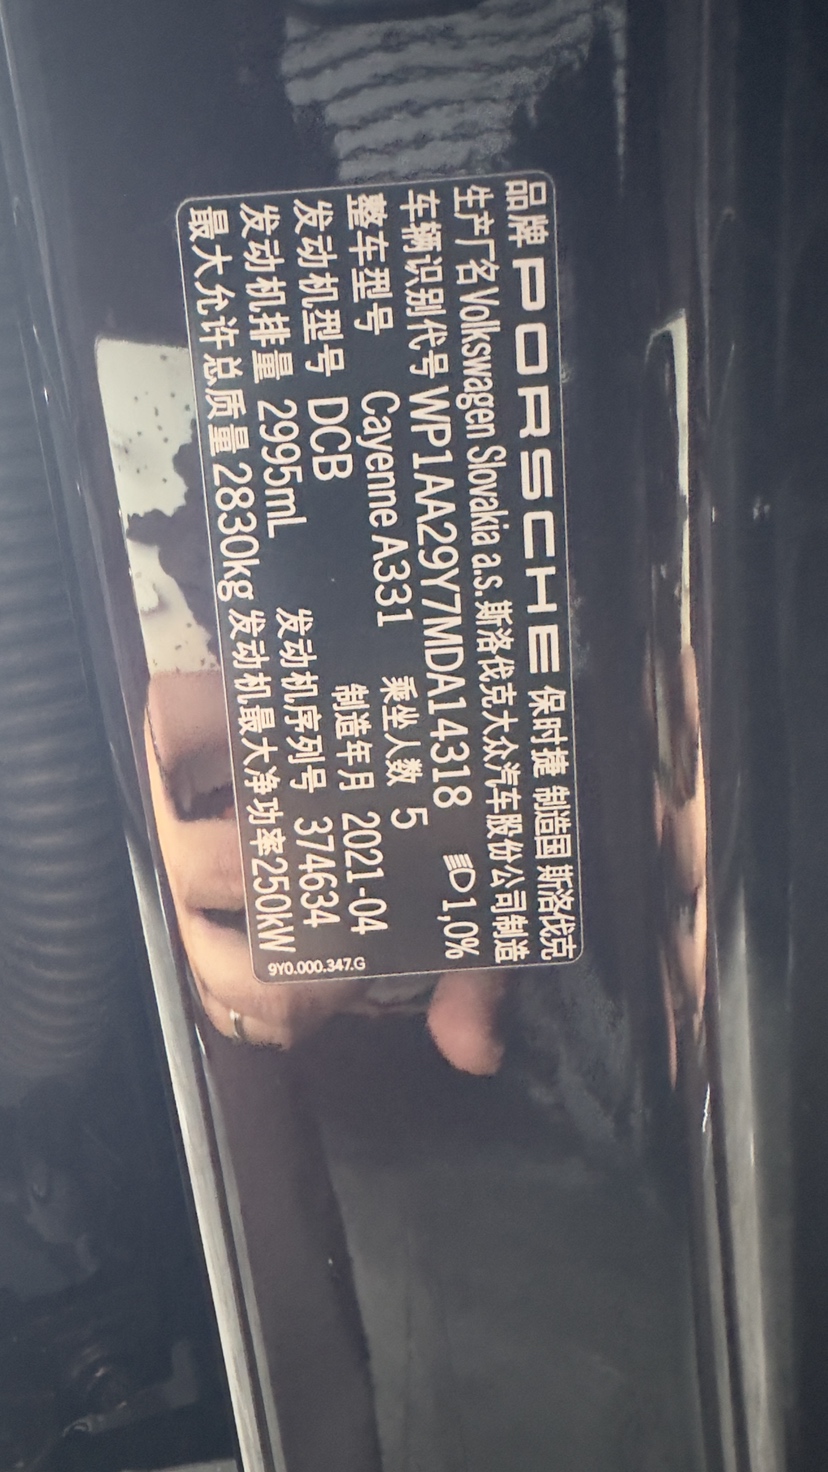 品牌 PORSCHE 保时捷 制造国 斯洛伐克
生产厂名 Volkswagen Slovakia a.s. 斯洛伐克大众汽车股份公司制造
车辆识别代号 WP1AA29Y7MDA14318 1,0%
整车型号 Cayenne A331 乘坐人数 5
发动机型号 DCB 制造年月 2021-04
发动机排量 2995mL 发动机序列号 374634
最大允许总质量 2830kg 发动机最大净功率 250kW
9Y0.000.347.G